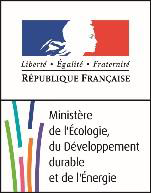 Liberté • Égalité • Fraternité
RÉPUBLIQUE FRANÇAISE
Ministère
de l'Écologie,
du Développement
durable
et de l'Énergie